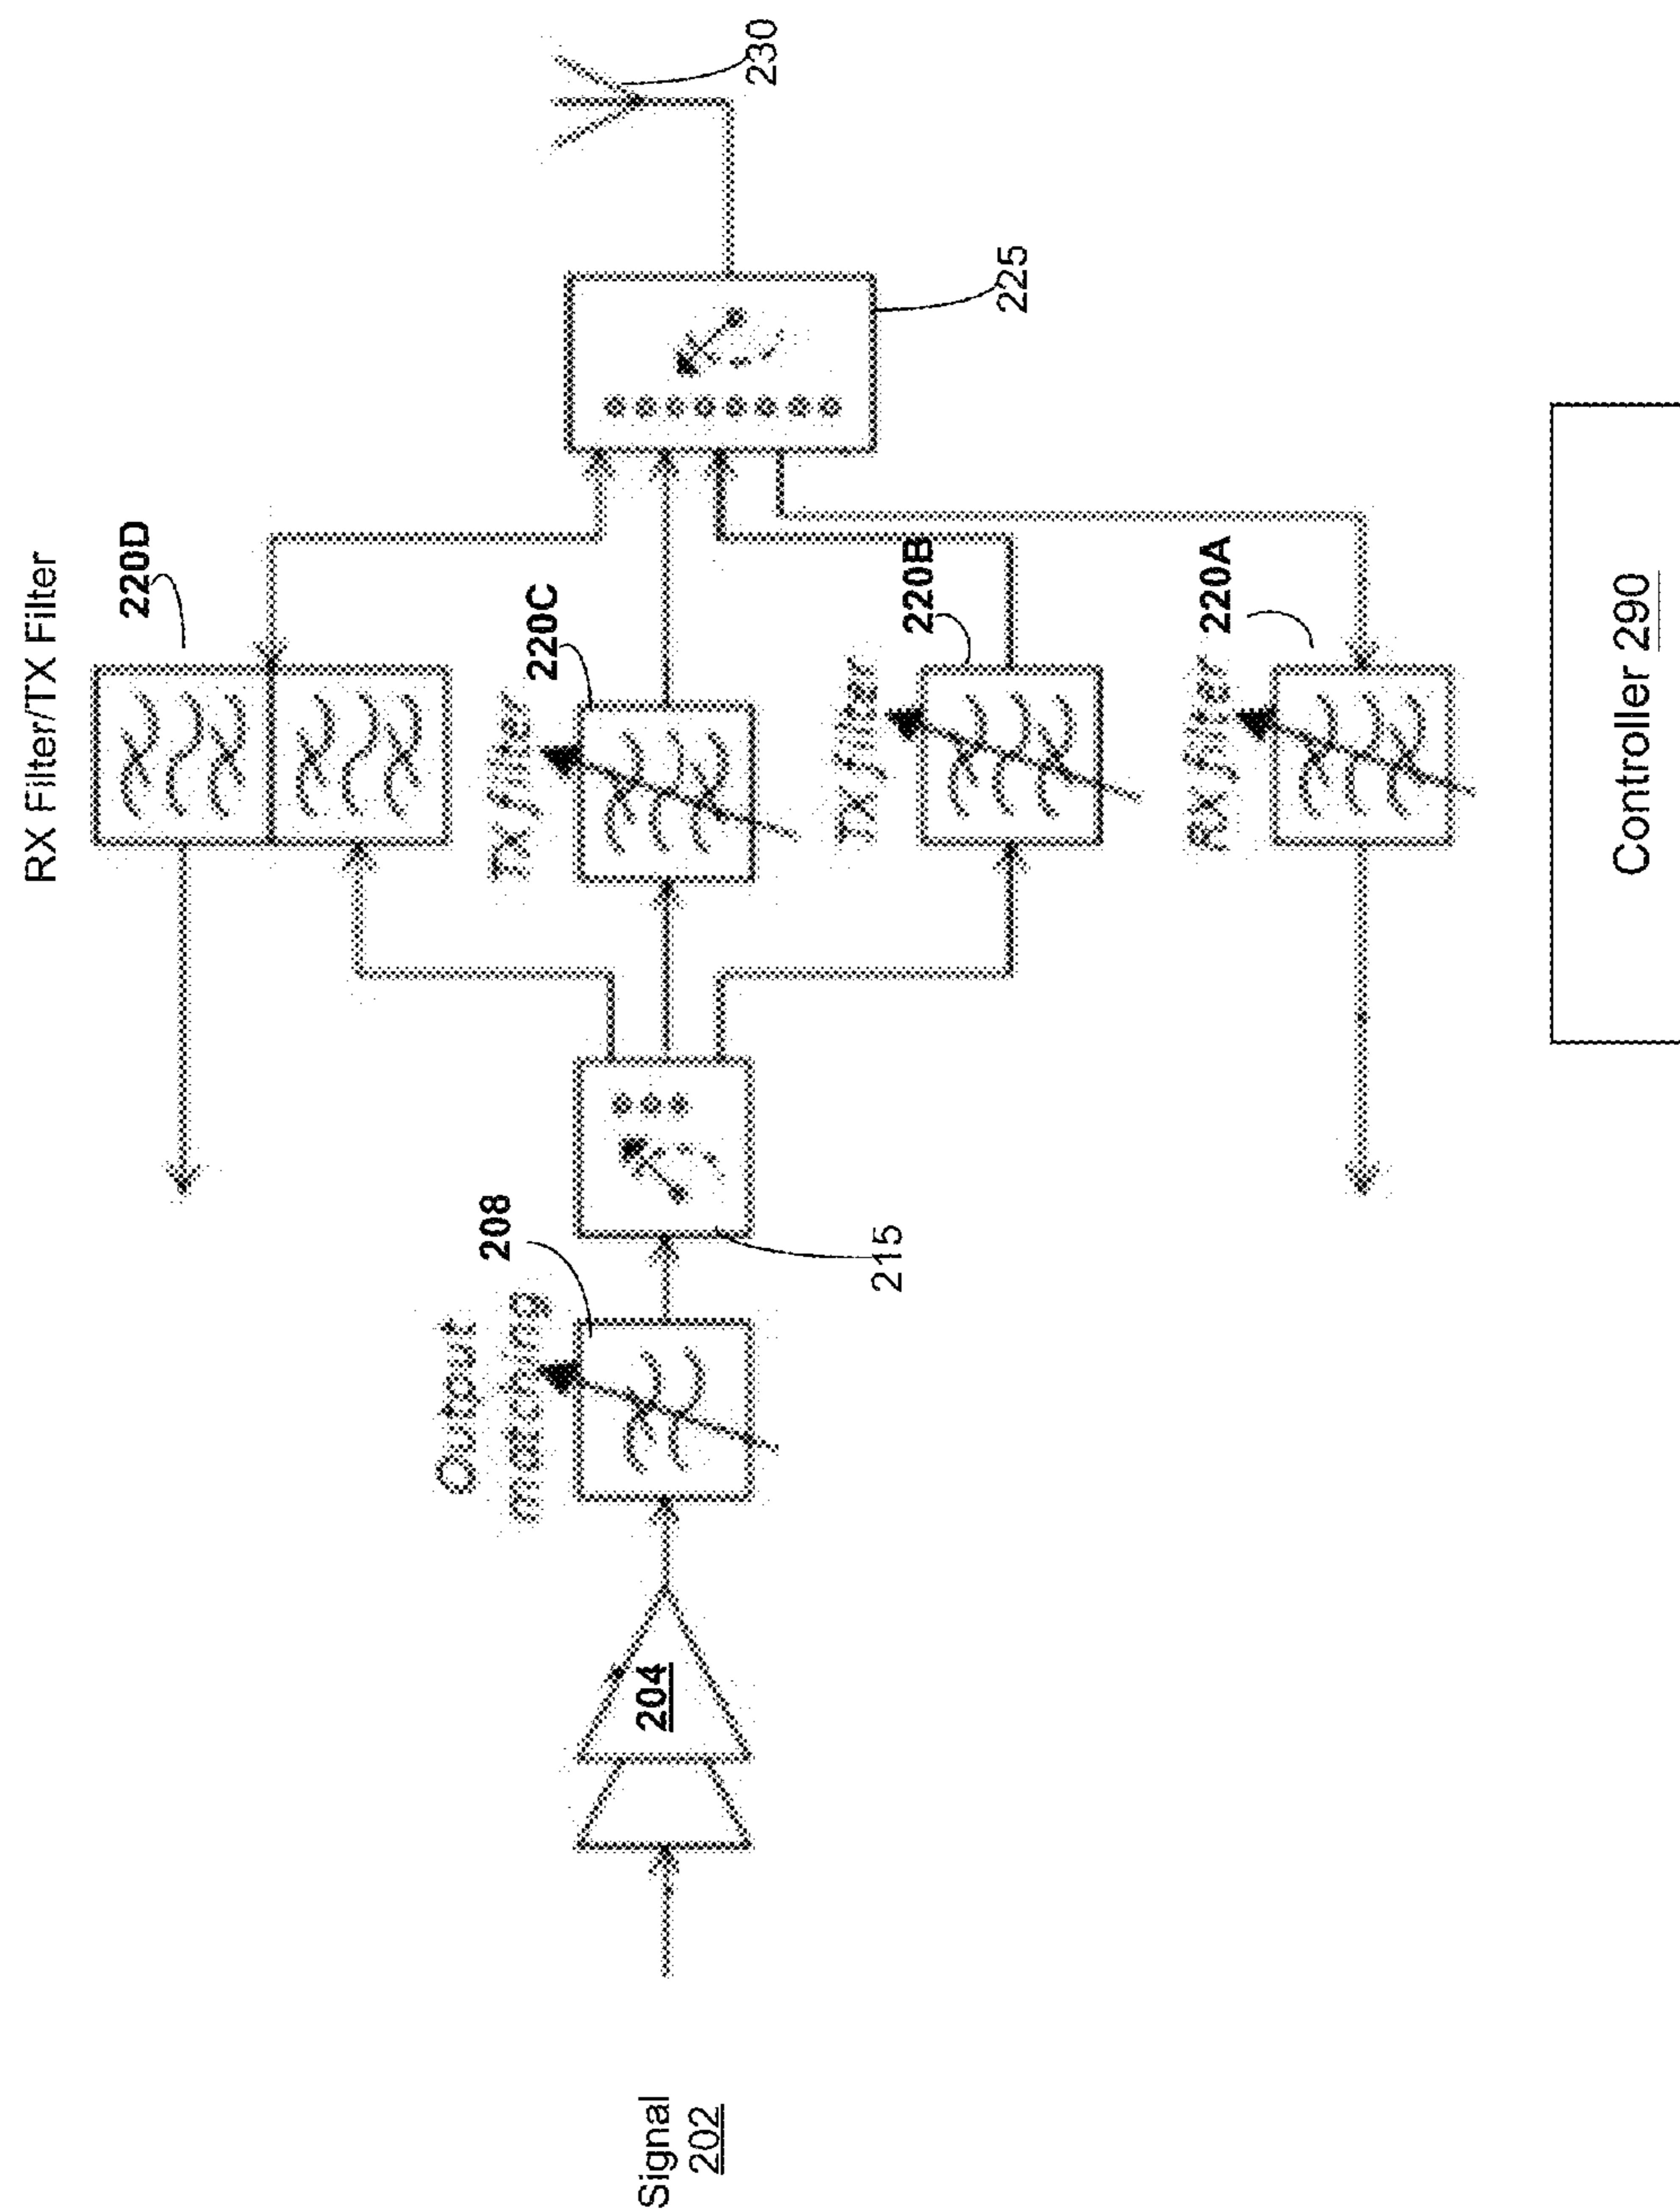 RX Filter/TX Filter
220D
TX filter
220C
TX filter
220B
RX filter
220A
Output
matching
208
215
204
Signal
202
225
230
Controller 290